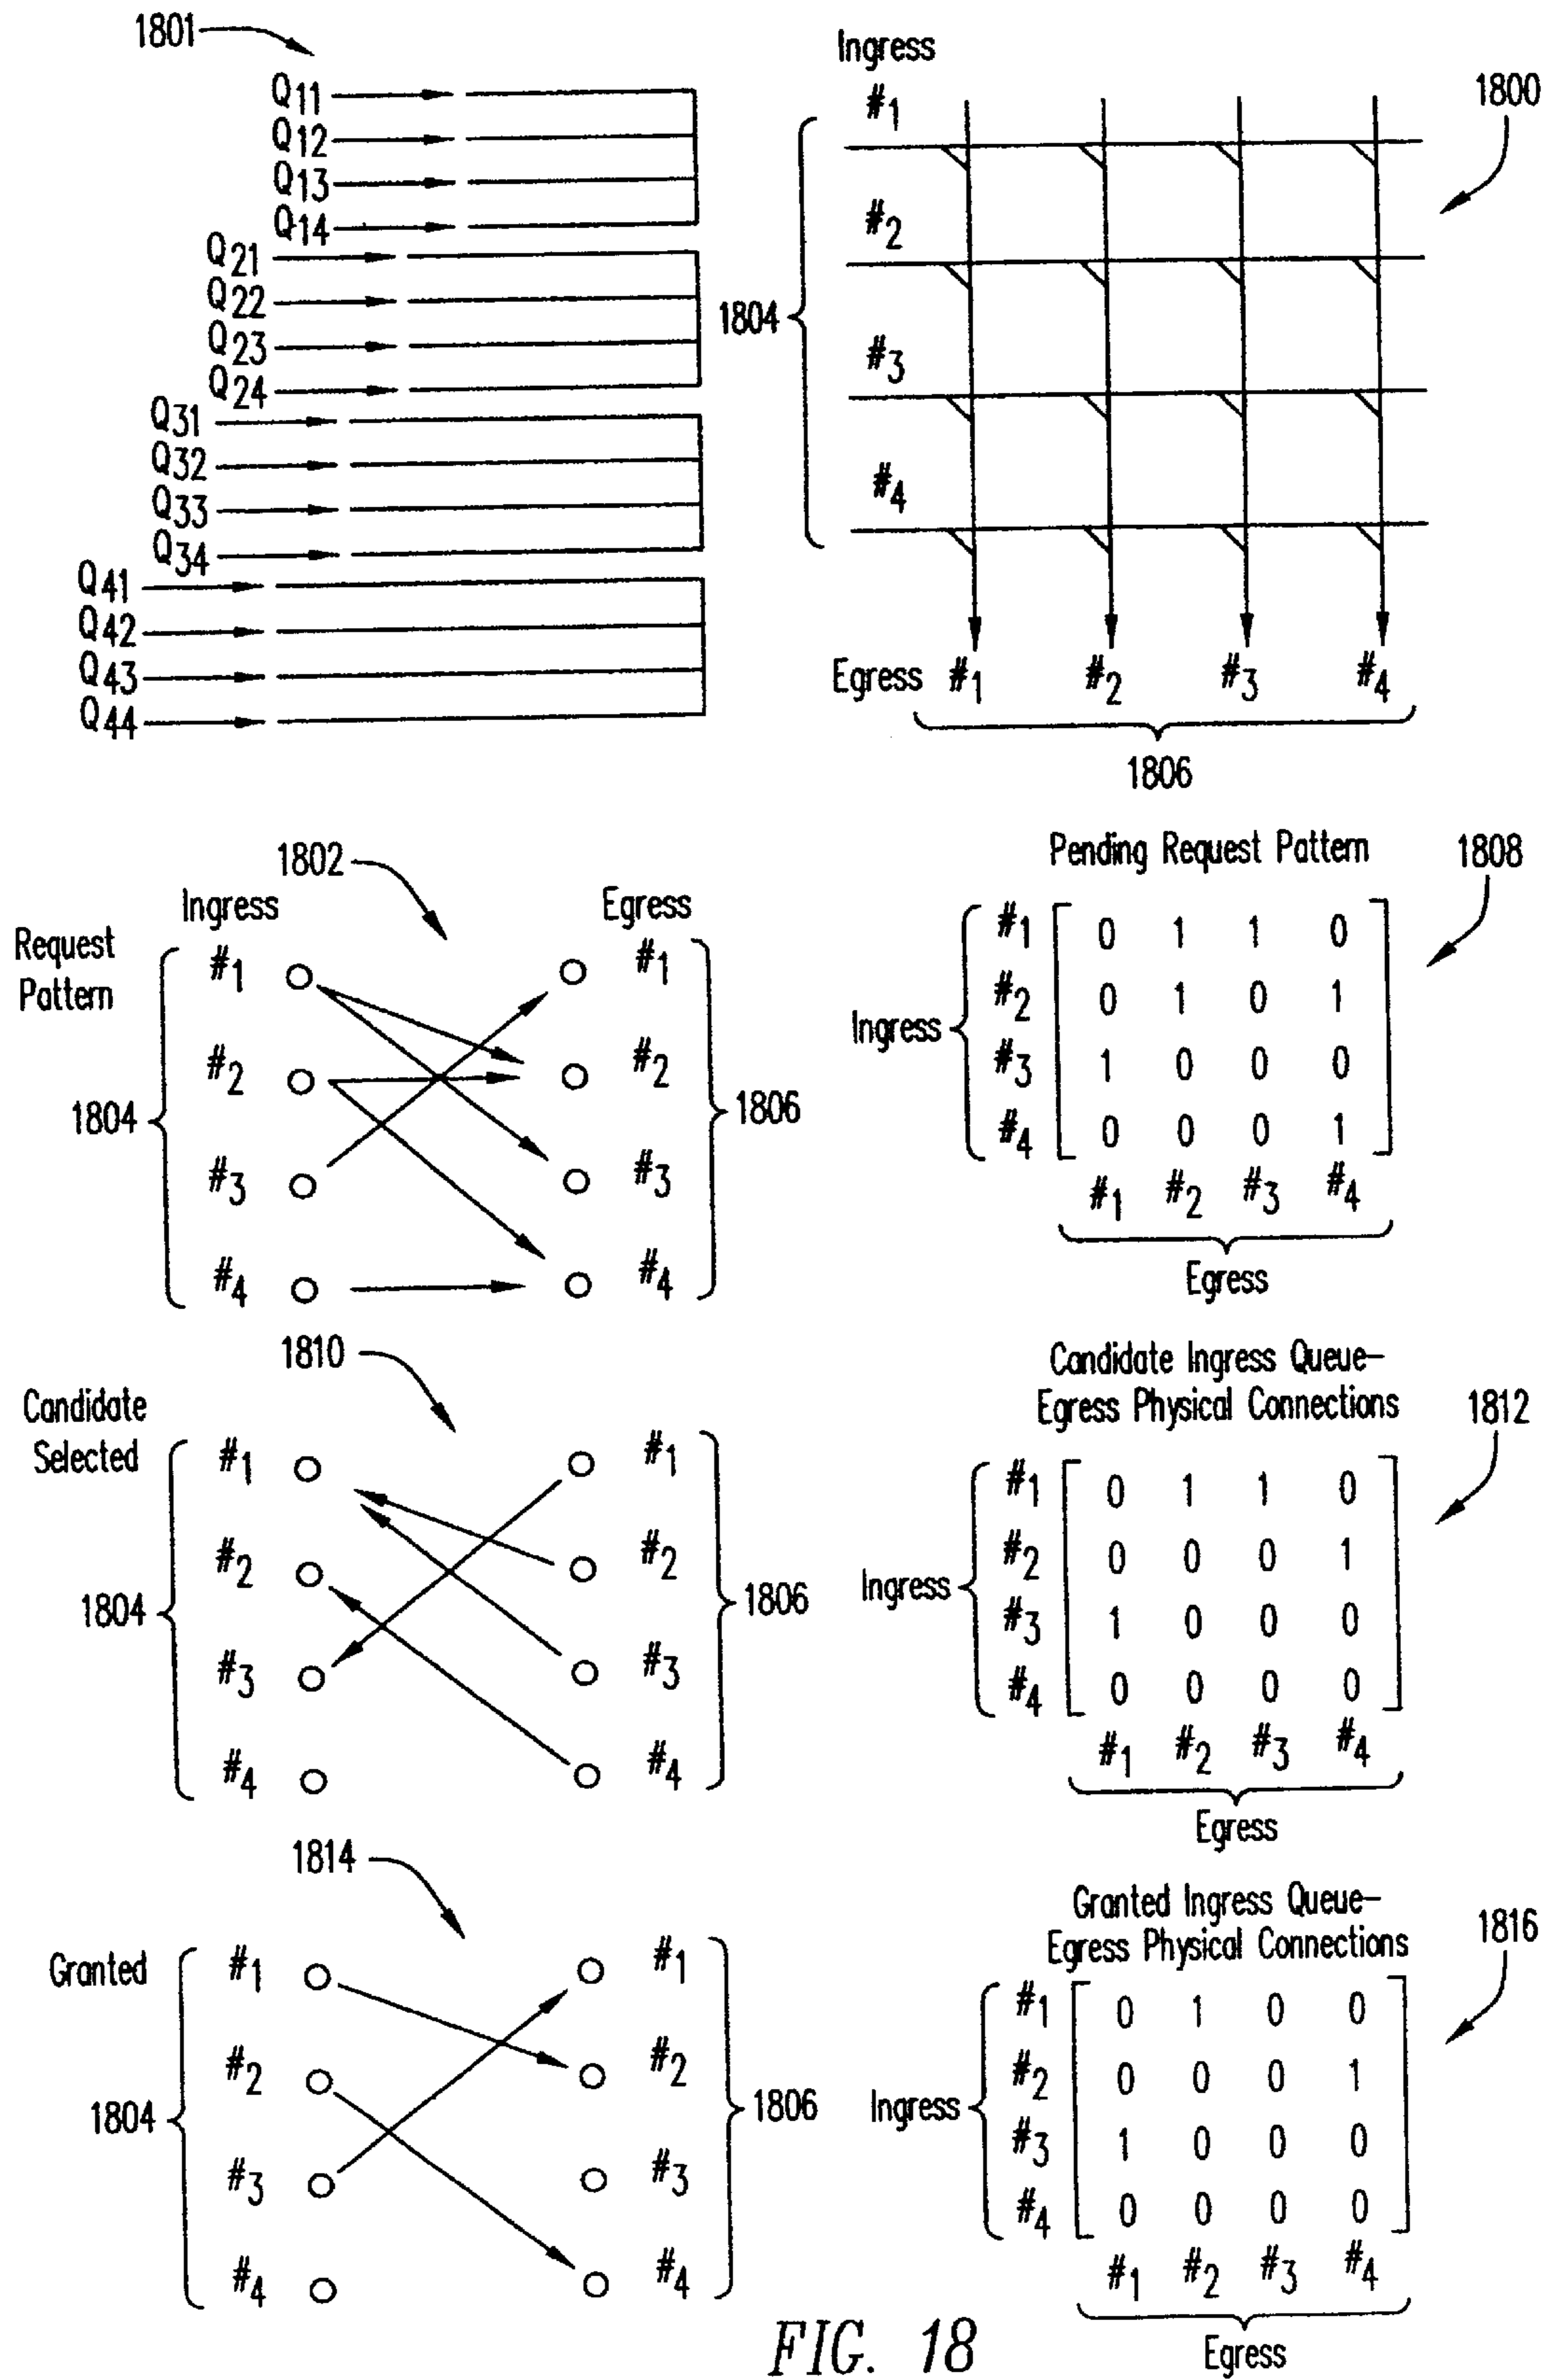 1801
Q11
Q12
Q13
Q14
Q21
Q22
Q23
Q24
Q31
Q32
Q33
Q34
Q41
Q42
Q43
Q44
Ingress
#1
#2
#3
#4
1804
1800
Egress #1 #2 #3 #4
1806
1802
Request
Pattern
Ingress
Egress
#1 #1
#2 #2
#3 #3
#4 #4
1804
1806
Pending Request Pattern
1808
Ingress
#1 0 1 1 0
#2 0 1 0 1
#3 1 0 0 0
#4 0 0 0 1
#1 #2 #3 #4
Egress
1810
Candidate
Selected
#1 #1
#2 #2
#3 #3
#4 #4
1804
1806
Candidate Ingress Queue-
Egress Physical Connections
1812
Ingress
#1 0 1 1 0
#2 0 0 0 1
#3 1 0 0 0
#4 0 0 0 0
#1 #2 #3 #4
Egress
1814
Granted
#1 #1
#2 #2
#3 #3
#4 #4
1804
1806
Granted Ingress Queue-
Egress Physical Connections
1816
Ingress
#1 0 1 0 0
#2 0 0 0 1
#3 1 0 0 0
#4 0 0 0 0
#1 #2 #3 #4
Egress
FIG. 18